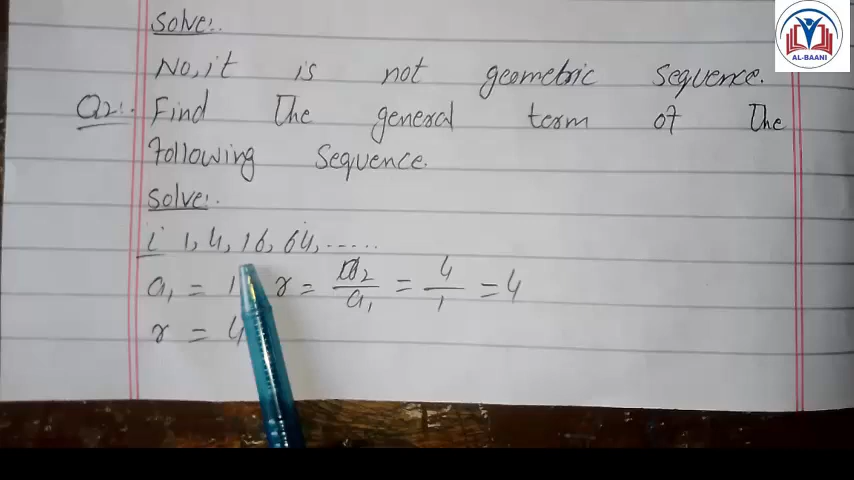 Solve:.
No, it is not geometric sequence.
Q2:. Find The general term of The
following Sequence.
Solve:.
i 1, 4, 16, 64, .....
a₁ = 1 r = a₂/a₁ = 4/1 = 4
r = 4
AL-BAANI